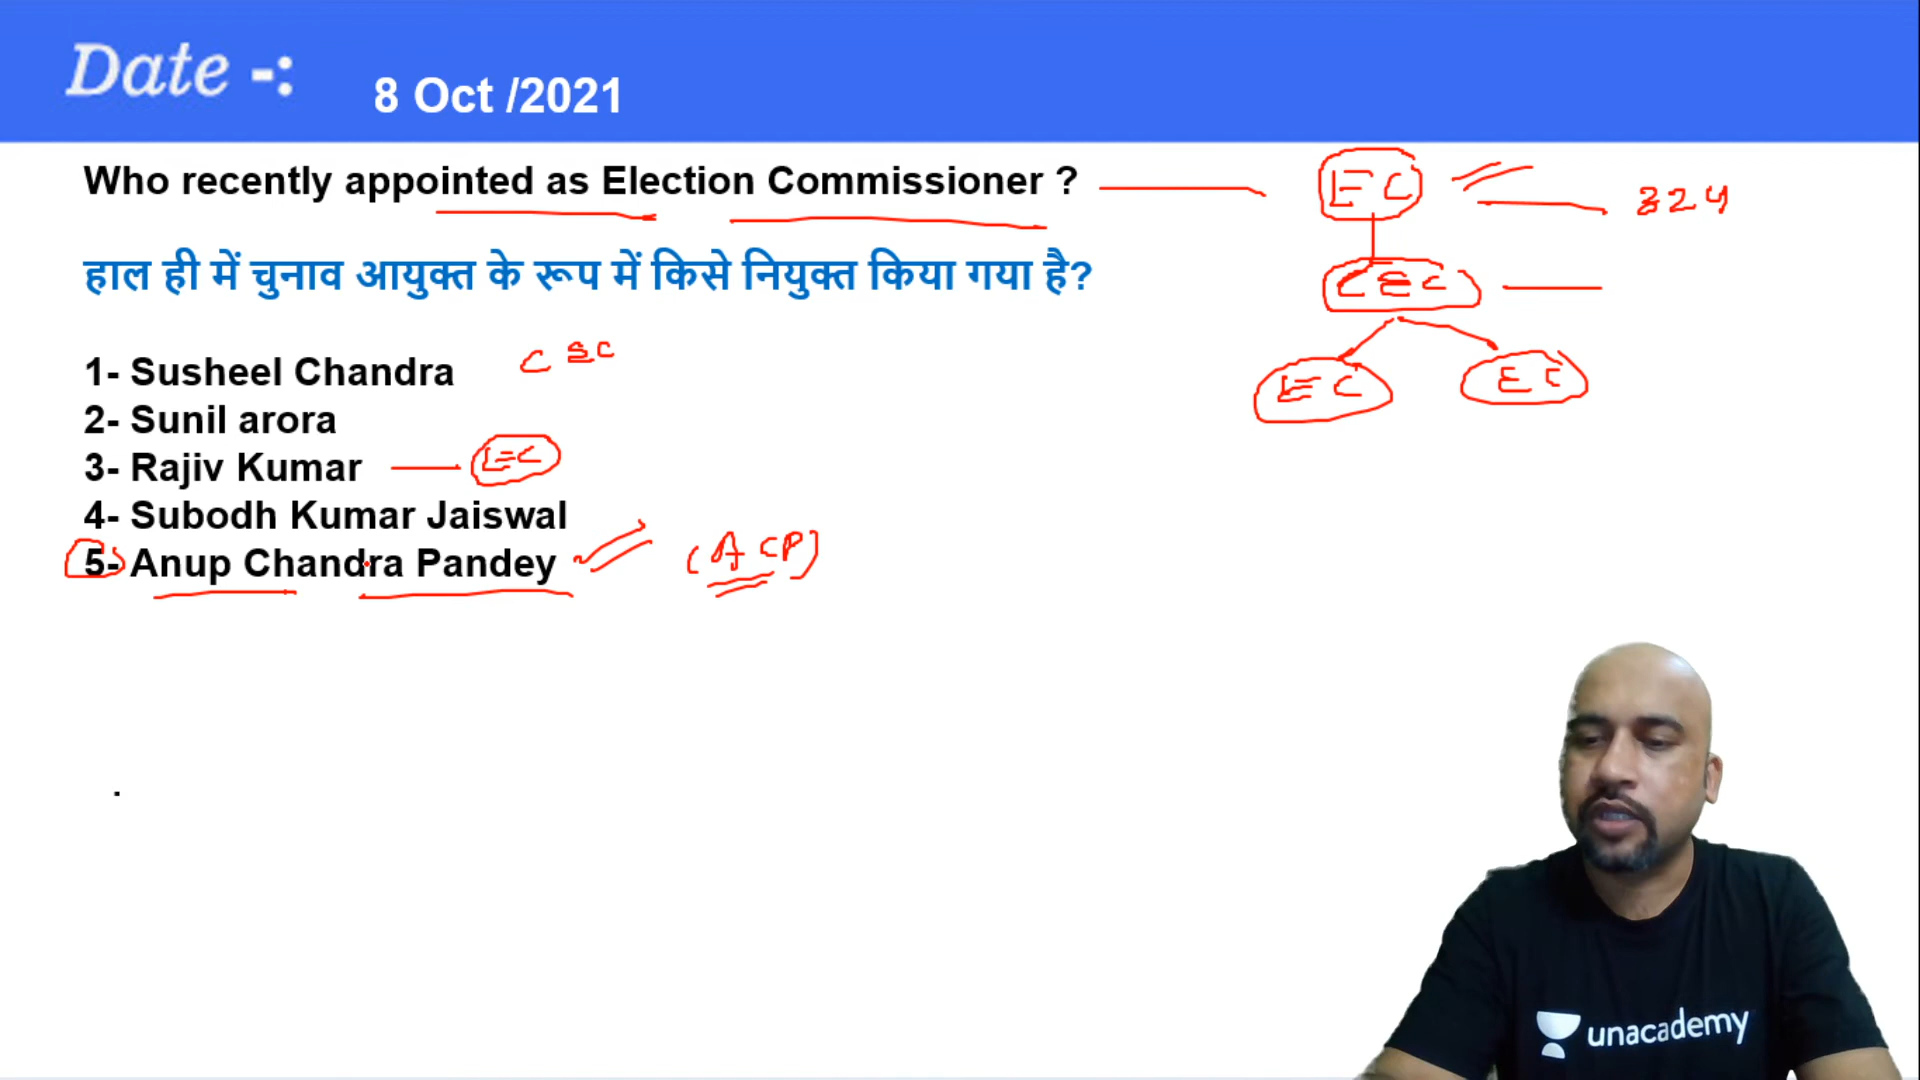 Date -:
8 Oct /2021
Who recently appointed as Election Commissioner ?
EC
324
हाल ही में चुनाव आयुक्त के रूप में किसे नियुक्त किया गया है?
CEC
1- Susheel Chandra CEC
EC EC
2- Sunil arora
3- Rajiv Kumar EC
4- Subodh Kumar Jaiswal
5- Anup Chandra Pandey (ACP)
unacademy